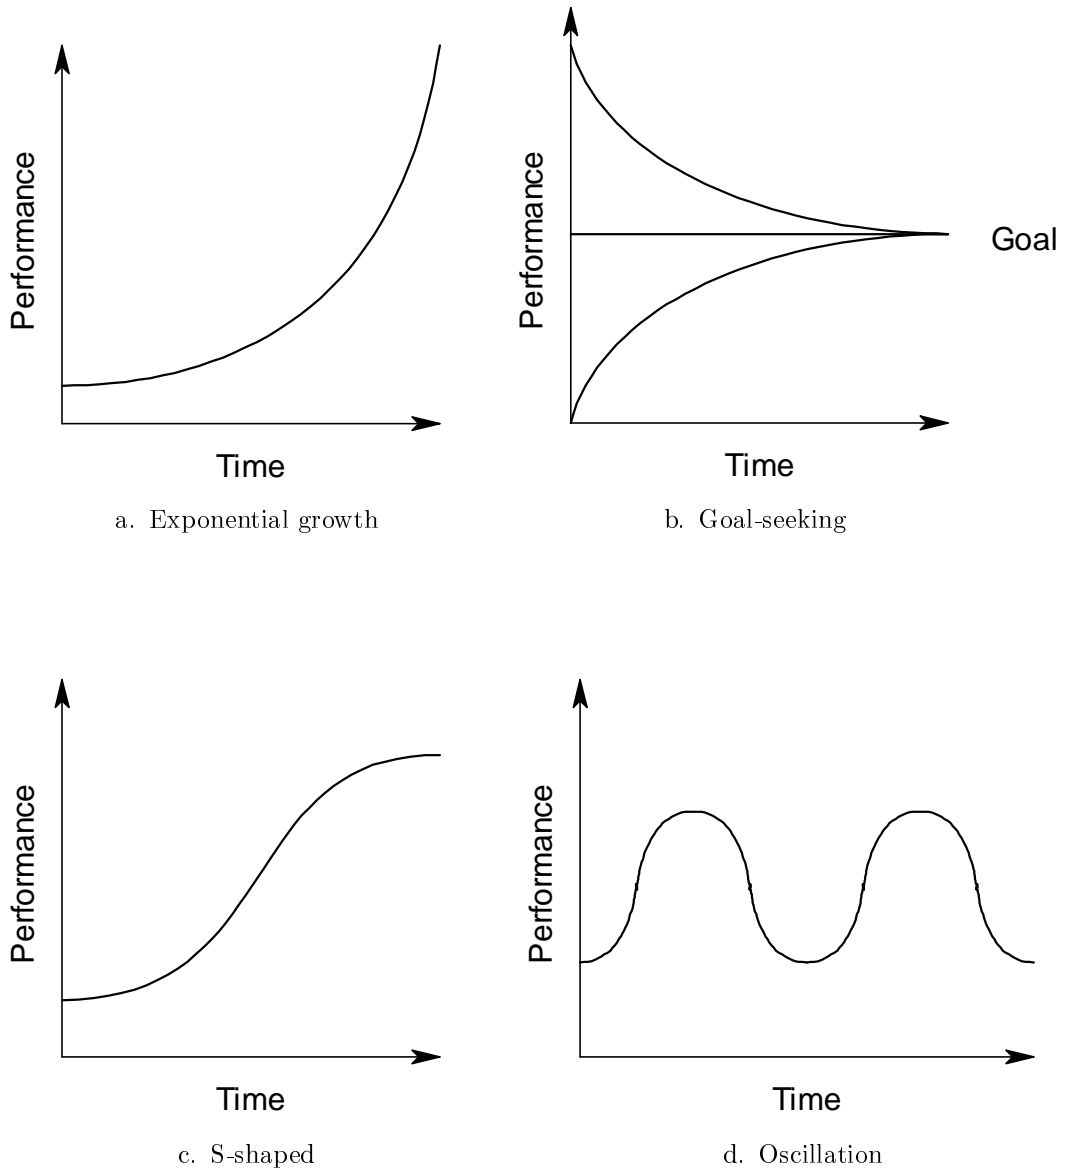 Performance
Time
a. Exponential growth
Performance
Goal
Time
b. Goal-seeking
Performance
Time
c. S-shaped
Performance
Time
d. Oscillation